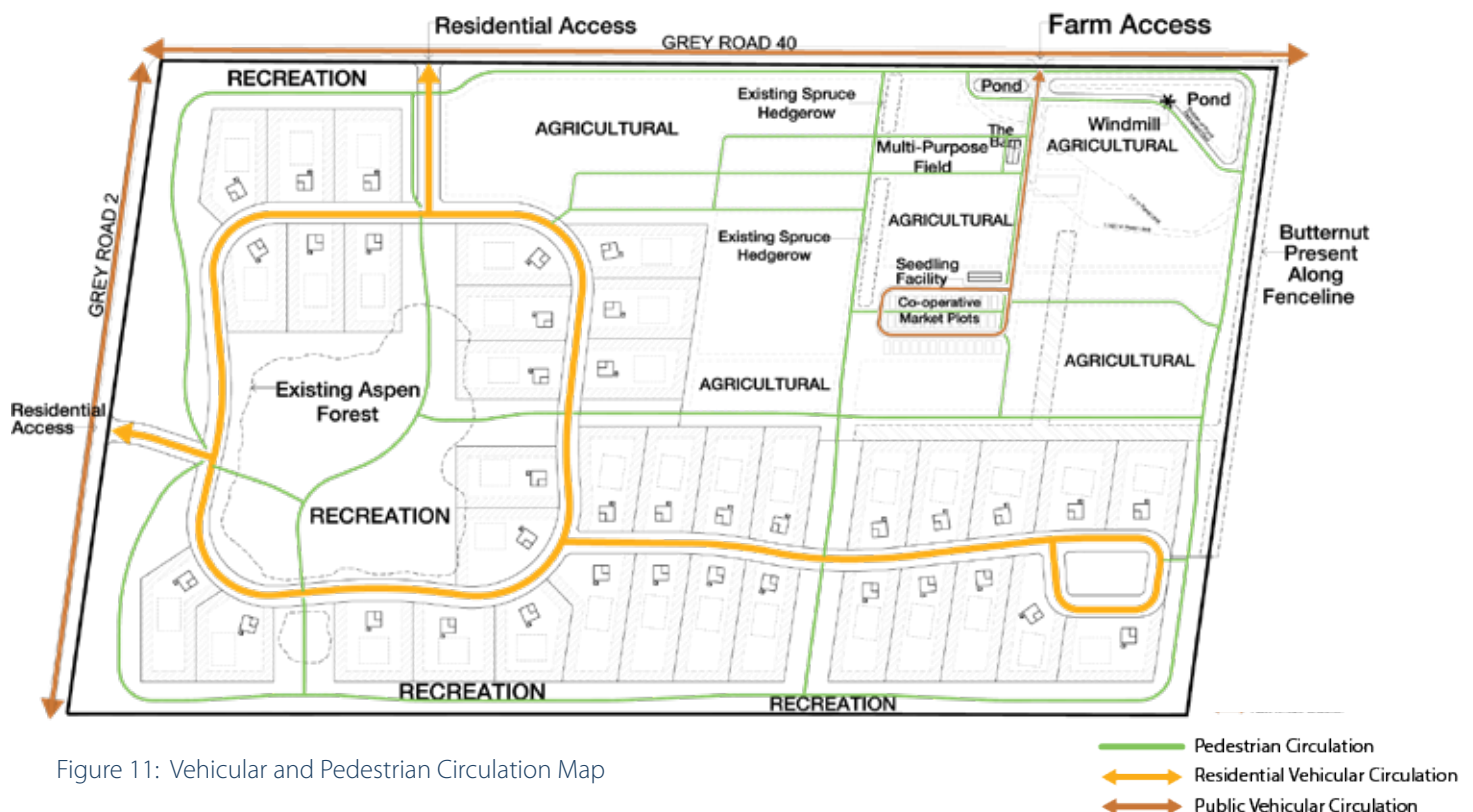 Residential Access
Farm Access
GREY ROAD 40
RECREATION
Pond
Existing Spruce
Hedgerow
Pond
AGRICULTURAL
Windmill
The
Barn
AGRICULTURAL
Multi-Purpose
Field
GREY ROAD 2
AGRICULTURAL
Existing Spruce
Hedgerow
Butternut
Present
Along
Fenceline
Seedling
Facility
Co-operative
Market Plots
AGRICULTURAL
AGRICULTURAL
Existing Aspen
Forest
Residential
Access
RECREATION
RECREATION
RECREATION
Figure 11: Vehicular and Pedestrian Circulation Map
Pedestrian Circulation
Residential Vehicular Circulation
Public Vehicular Circulation